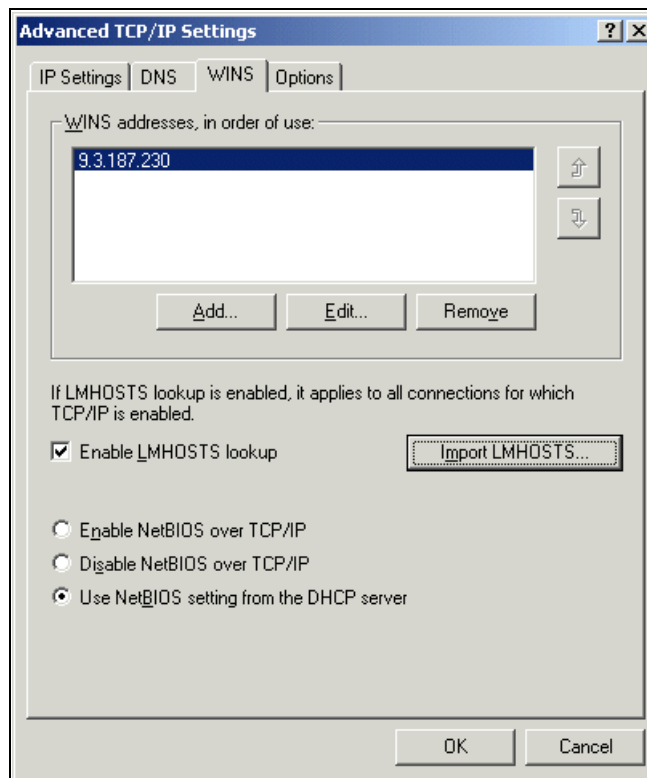 Advanced TCP/IP Settings
IP Settings DNS WINS Options
WINS addresses, in order of use:
9.3.187.230
Add... Edit... Remove
If LMHOSTS lookup is enabled, it applies to all connections for which
TCP/IP is enabled.
Enable LMHOSTS lookup Import LMHOSTS...
Enable NetBIOS over TCP/IP
Disable NetBIOS over TCP/IP
Use NetBIOS setting from the DHCP server
OK Cancel